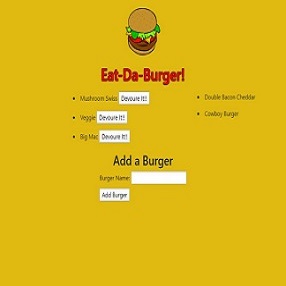 Eat-Da-Burger!
Mushroom Swiss Devoure It!
Veggie Devoure It!
Big Mac Devoure It!
Double Bacon Cheddar
Cowboy Burger
Add a Burger
Burger Name:
Add Burger